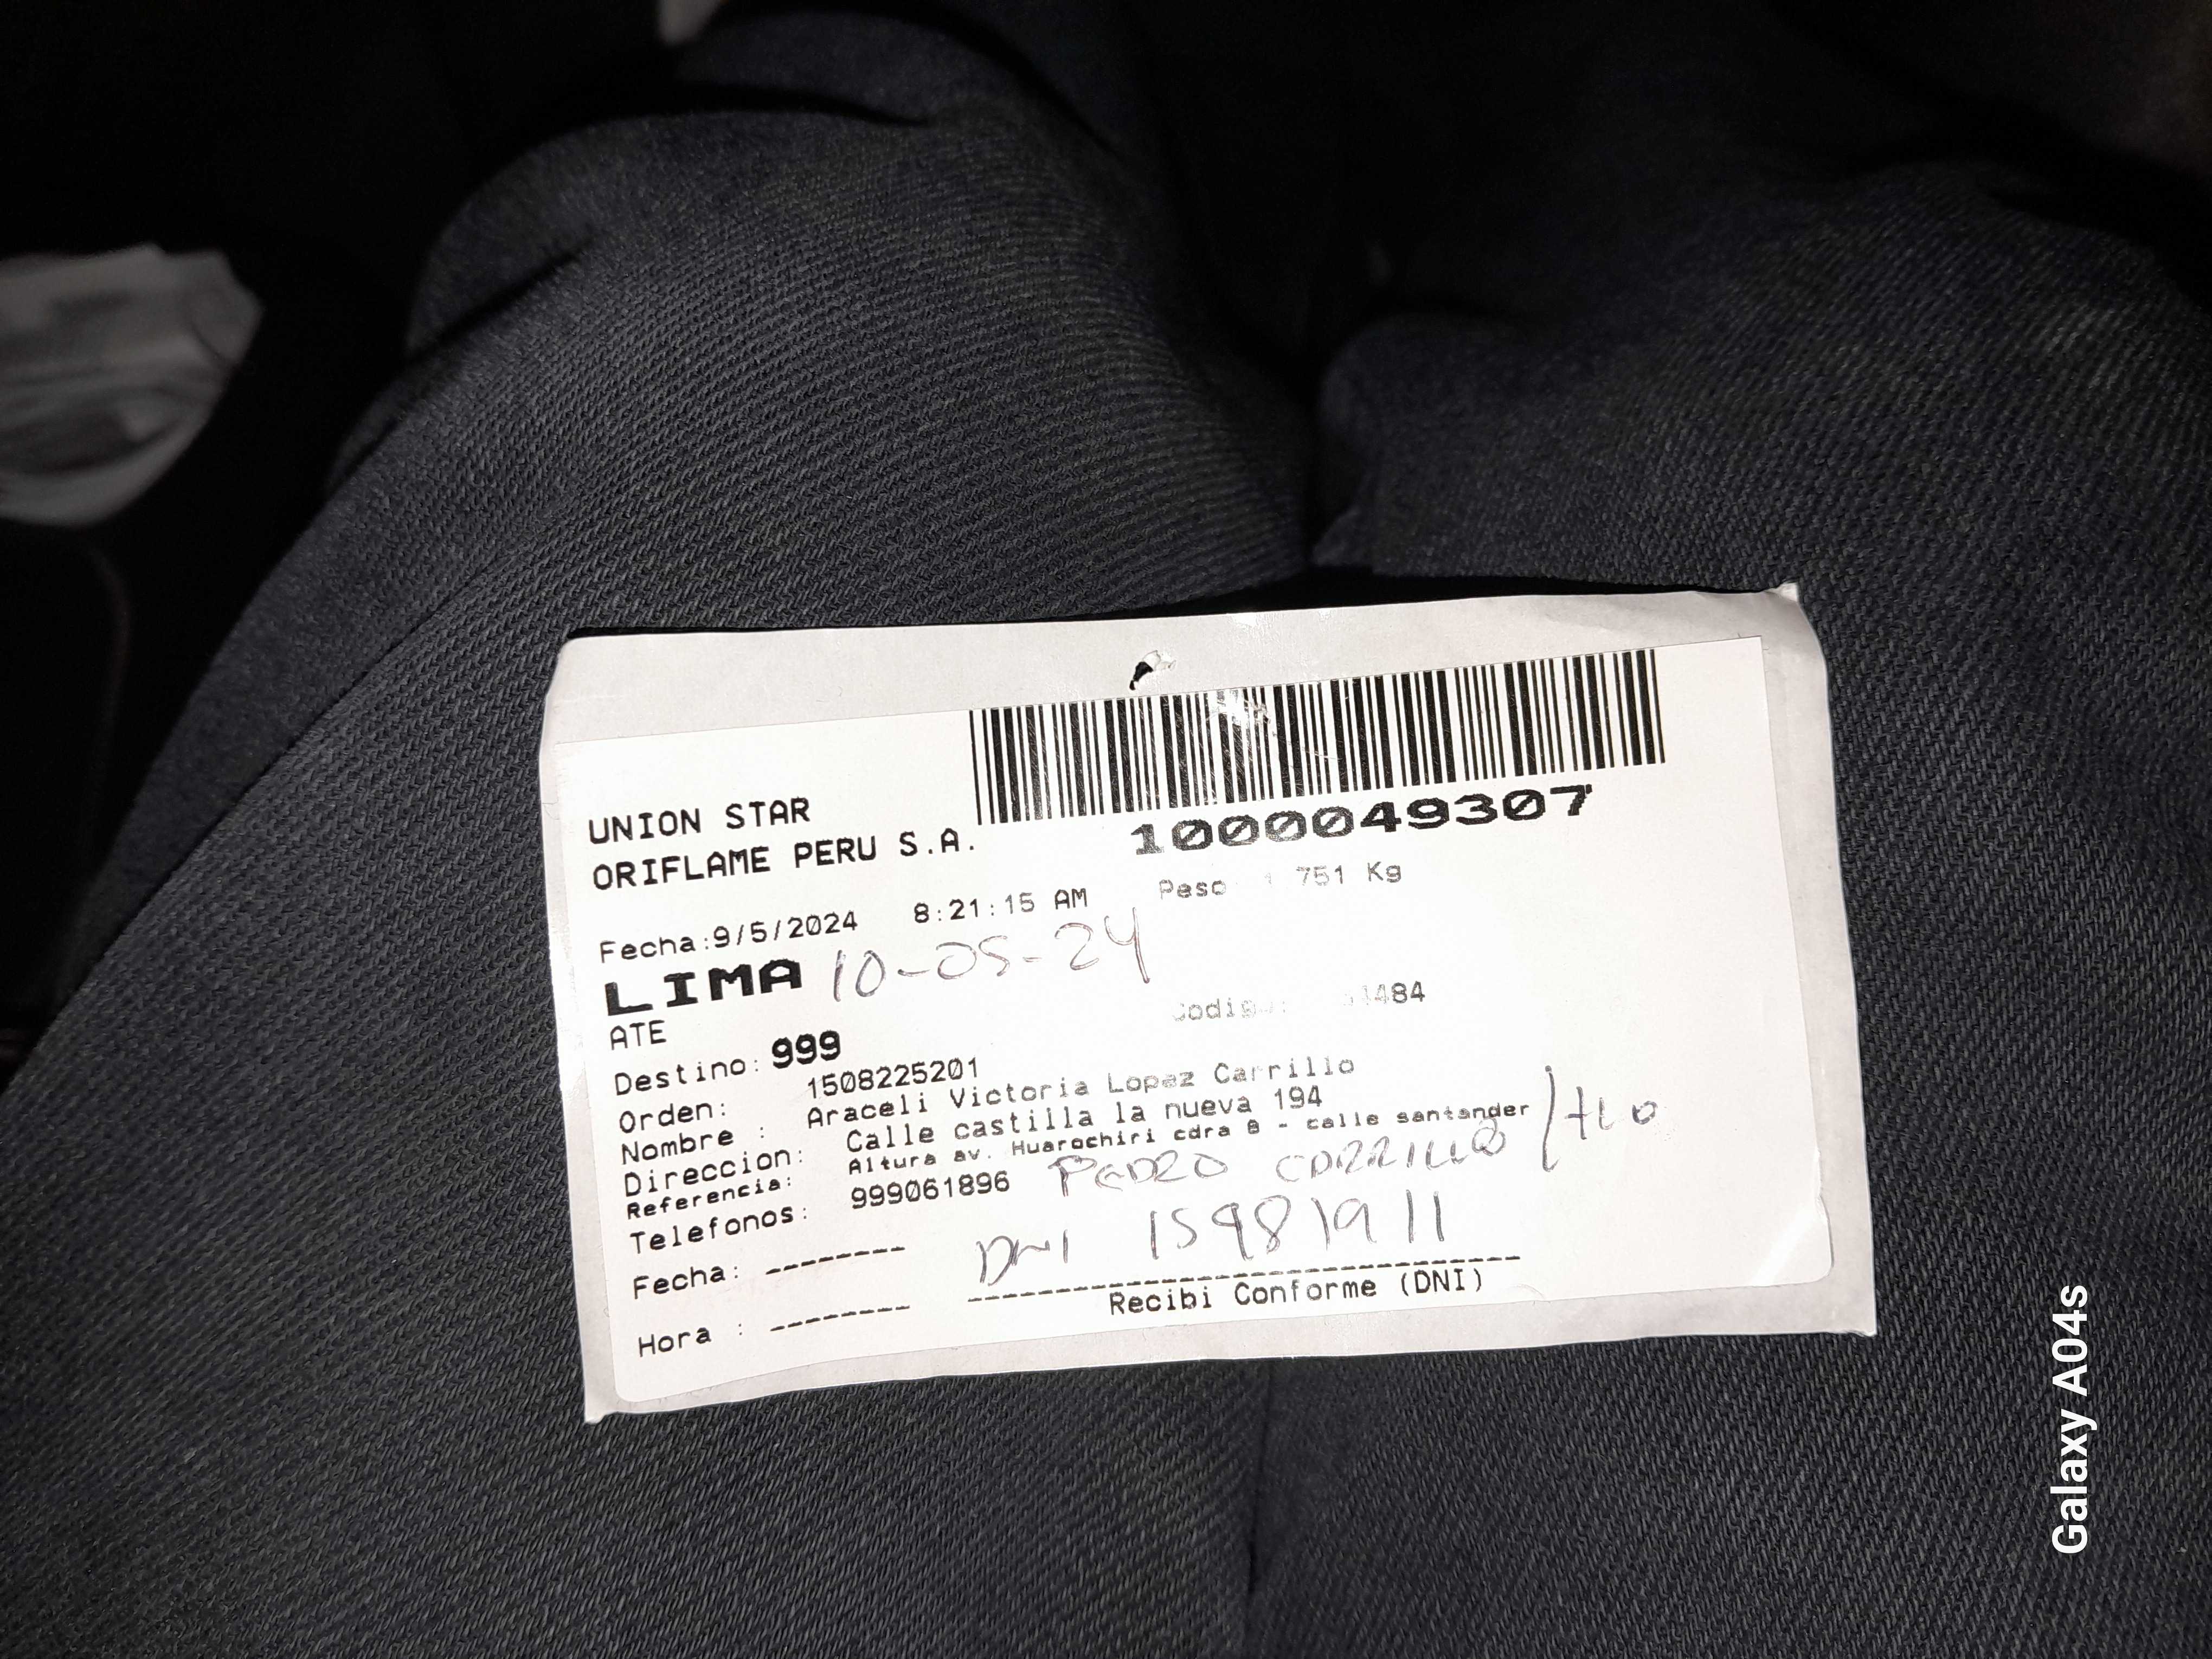 UNION STAR
ORIFLAME PERU S.A.
1000049307
Fecha:9/5/2024 8:21:15 AM Peso 751 Kg
LIMA 10-05-24
ATE
Destino: 999
Orden: 1508225201
Nombre : Araceli Victoria Lopez Carrillo
Direccion: Calle castilla la nueva 194
Referencia: Altura av. Huarochiri cdra 8 - calle santander
Telefonos: 999061896 PEDRO CARRILLO / tio
Fecha: -------- DNI 15981911
Hora : --------
Recibi Conforme (DNI)
Galaxy A04s